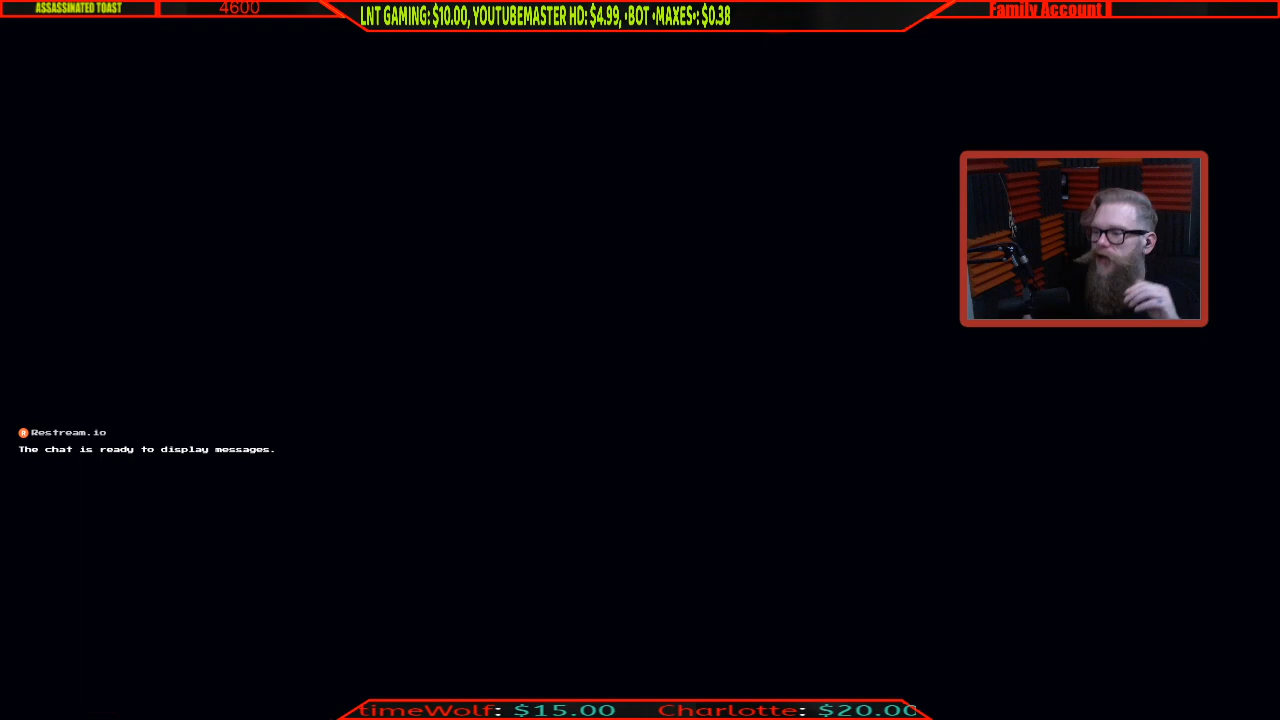 ASSASSINATED TOAST
4600
LNT GAMING: $10.00, YOUTUBEMASTER HD: $4.99, •BOT •MAXES•: $0.38
Family Account
Restream.io
The chat is ready to display messages.
timeWolf: $15.00 Charlotte: $20.00